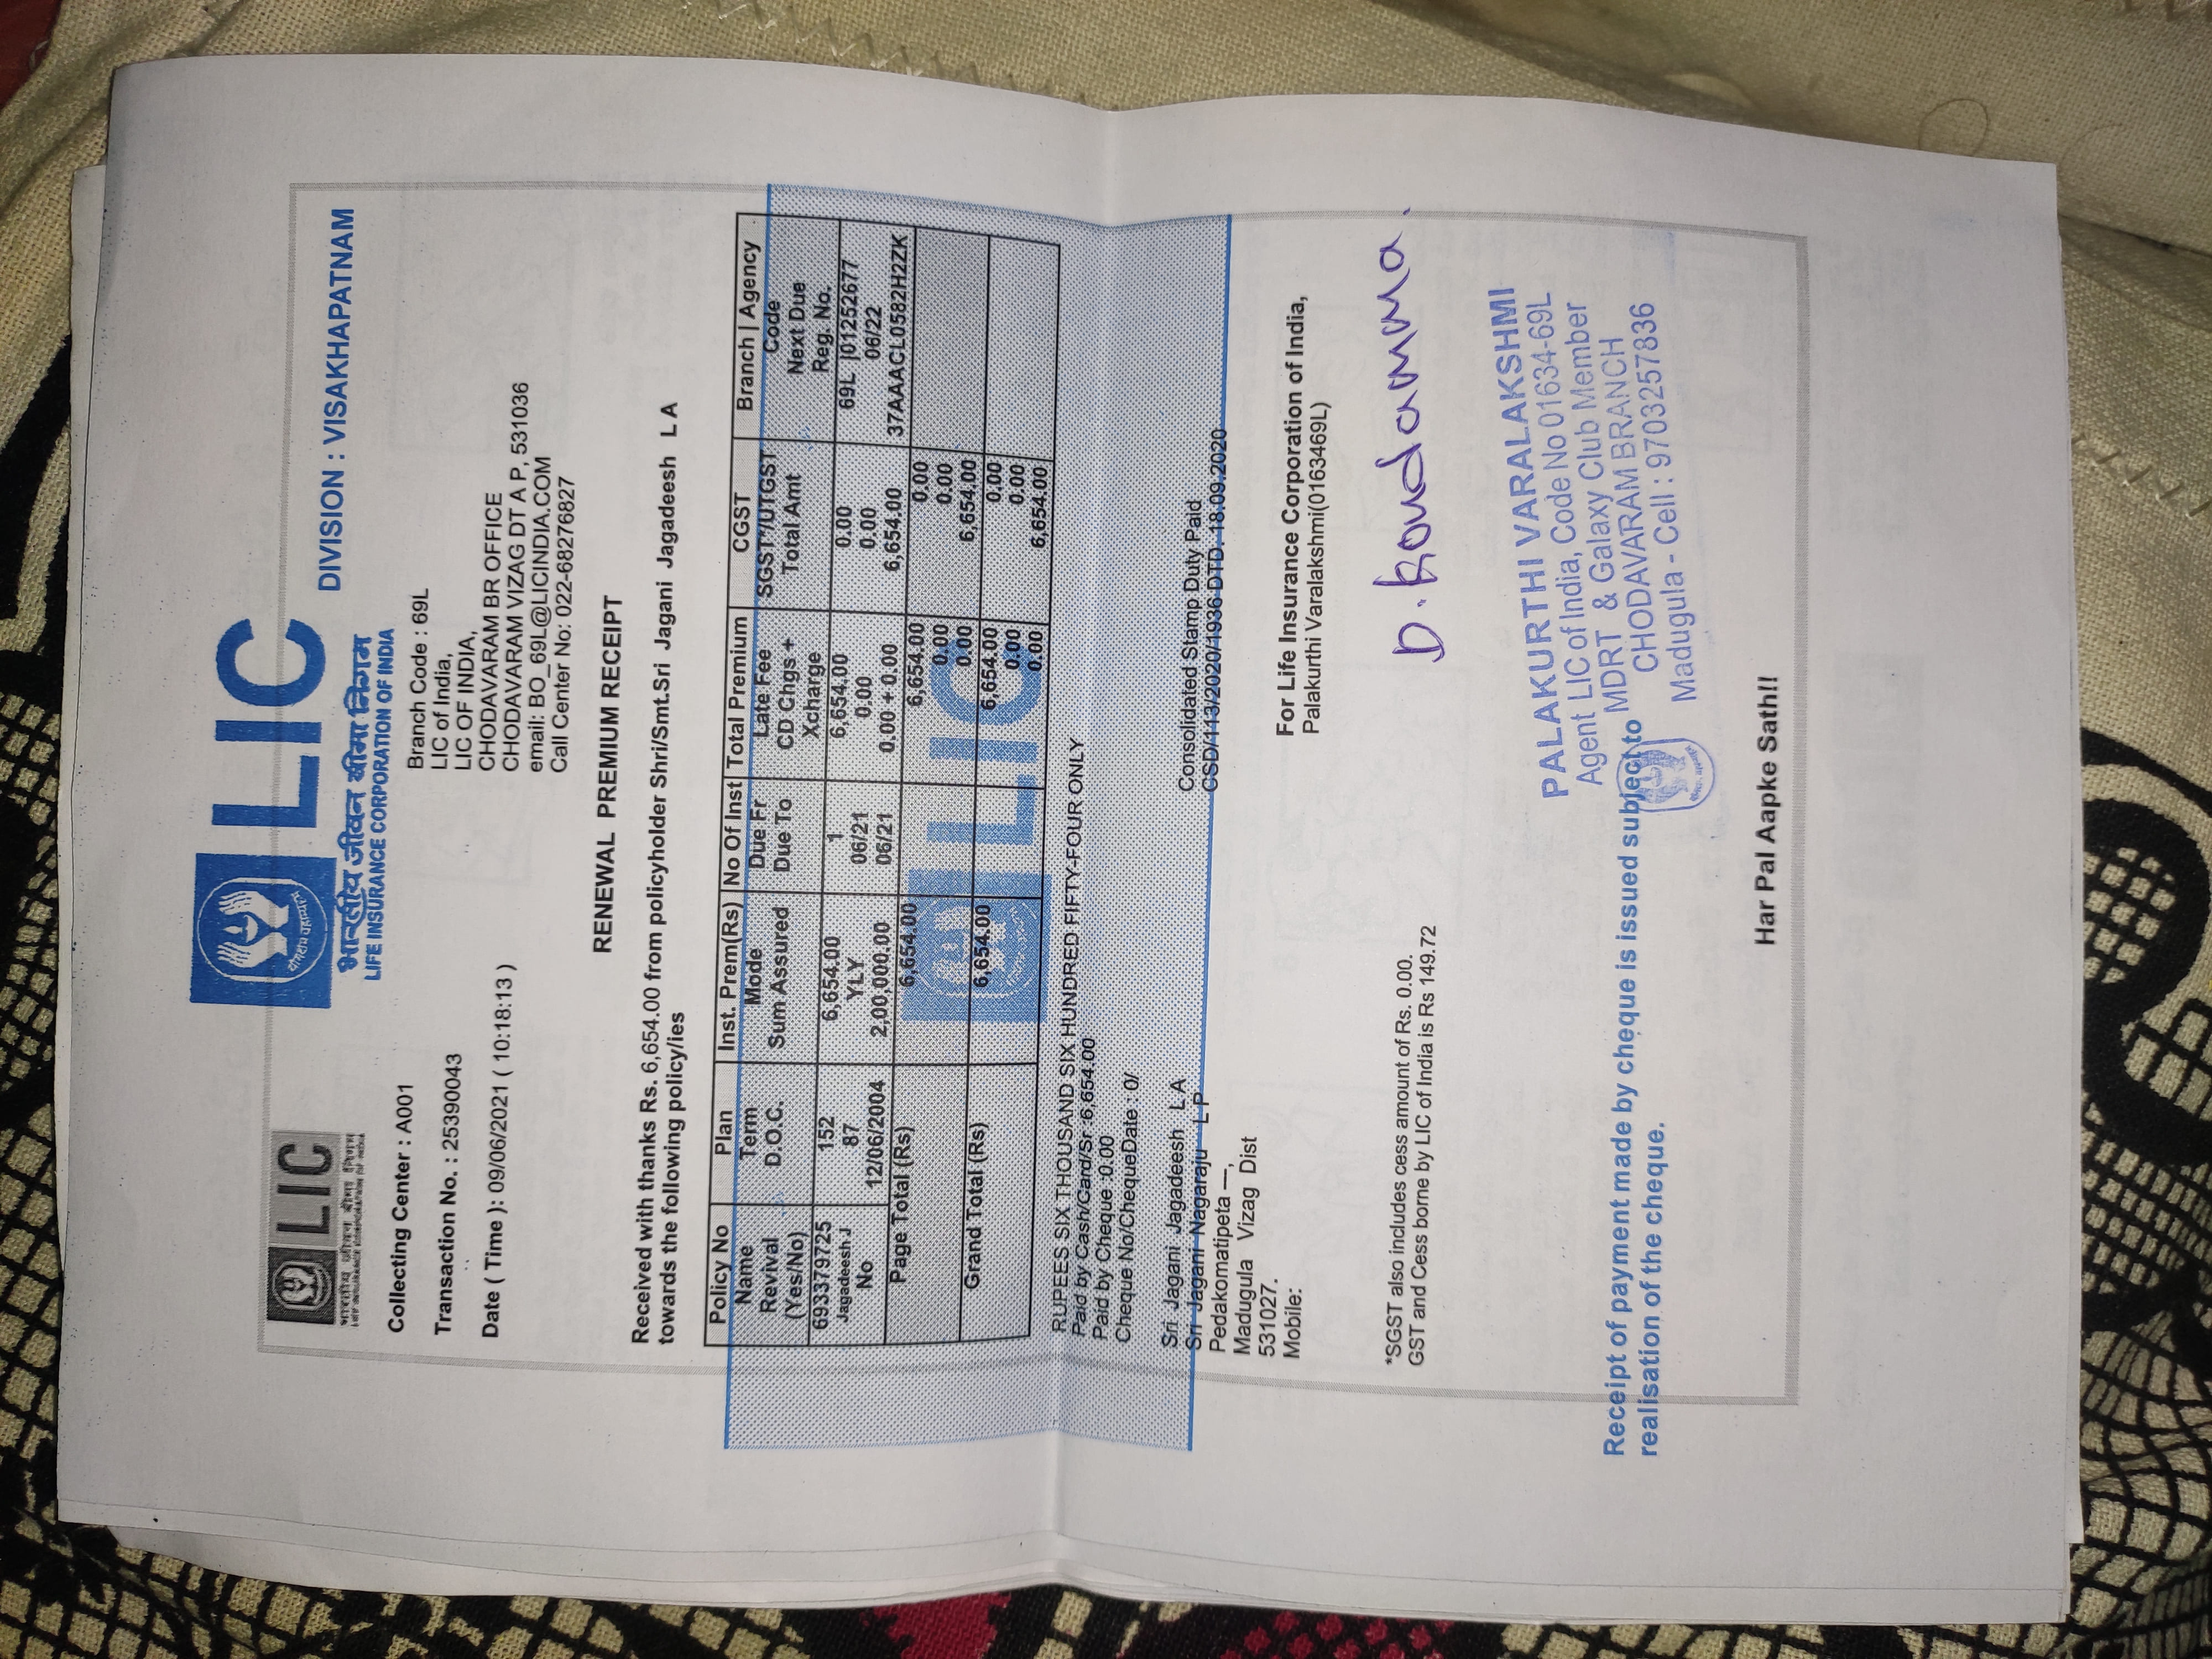 LIC
भारतीय जीवन बीमा निगम
LIFE INSURANCE CORPORATION OF INDIA
योगक्षेमं वहाम्यहम्
LIC
भारतीय जीवन बीमा निगम
LIFE INSURANCE CORPORATION OF INDIA
DIVISION : VISAKHAPATNAM
Collecting Center : A001
Transaction No. : 25390043
Date ( Time ): 09/06/2021 ( 10:18:13 )
Branch Code : 69L
LIC of India,
LIC OF INDIA,
CHODAVARAM BR OFFICE
CHODAVARAM VIZAG DT A P, 531036
email: BO_69L@LICINDIA.COM
Call Center No: 022-68276827
RENEWAL PREMIUM RECEIPT
Received with thanks Rs. 6,654.00 from policyholder Shri/Smt.Sri Jagani Jagadeesh L A
towards the following policy/ies
Policy No Plan Inst. Prem(Rs) No Of Inst Total Premium CGST Branch | Agency
Name Term Mode Due Fr Late Fee SGST*/UTGST Code
Revival D.O.C. Sum Assured Due To CD Chgs + Total Amt Next Due
(Yes/No) Xcharge Reg. No.
693379725 152 6,654.00 1 6,654.00 0.00 69L |01252677
Jagadeesh J 87 YLY 06/21 0.00 0.00 06/22
No 12/06/2004 2,00,000.00 06/21 0.00 + 0.00 6,654.00 37AAACL0582H2ZK
Page Total (Rs) 6,654.00 6,654.00 0.00
0.00 0.00
0.00 6,654.00
Grand Total (Rs) 6,654.00 6,654.00 0.00
0.00 0.00
0.00 6,654.00
LIC
RUPEES SIX THOUSAND SIX HUNDRED FIFTY-FOUR ONLY
Paid by Cash/Card/Sr :6,654.00
Paid by Cheque :0.00
Cheque No/ChequeDate : 0/
Sri Jagani Jagadeesh L A
Sri Jagani Nagaraju L P
Pedakomatipeta —,
Madugula Vizag Dist
531027.
Mobile:
Consolidated Stamp Duty Paid
CSD/113/2020/1936 DTD. 18.09.2020
For Life Insurance Corporation of India,
Palakurthi Varalakshmi(0163469L)
*SGST also includes cess amount of Rs. 0.00.
GST and Cess borne by LIC of India is Rs 149.72
D. Kondamma.
PALAKURTHI VARALAKSHMI
Agent LIC of India, Code No 01634-69L
MDRT & Galaxy Club Member
CHODAVARAM BRANCH
Madugula - Cell : 9703257836
Receipt of payment made by cheque is issued subject to
realisation of the cheque.
Har Pal Aapke Sath!!